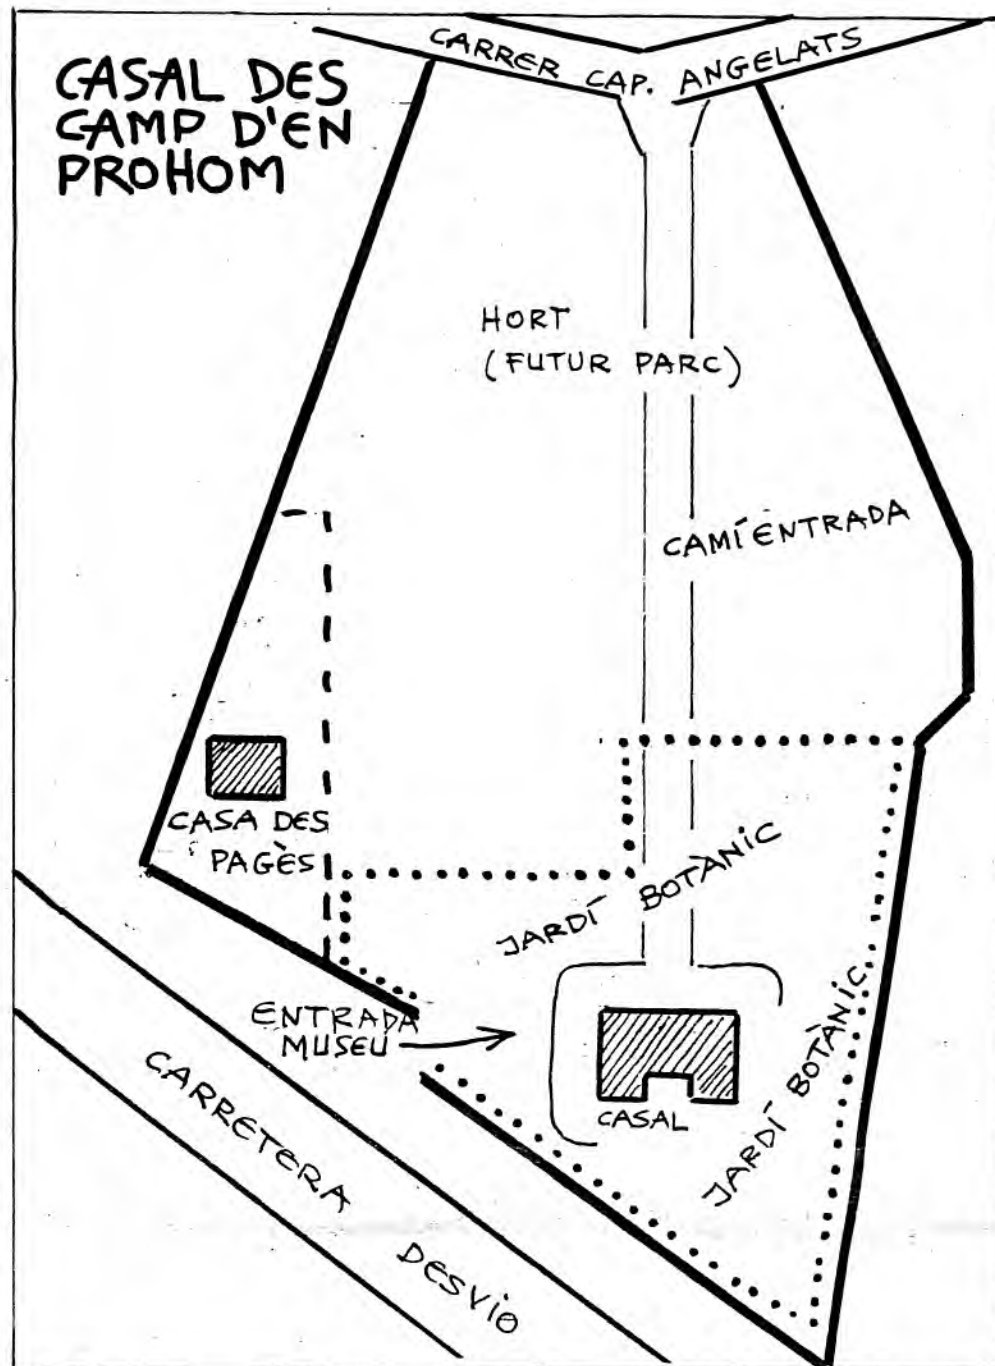 CASAL DES
CAMP D'EN
PROHOM
CARRER CAP. ANGELATS
HORT
(FUTUR PARC)
CAMÍ ENTRADA
CASA DES
PAGÈS
JARDÍ BOTÀNIC
ENTRADA
MUSEU
CASAL
JARDÍ BOTÀNIC
CARRETERA
DESVIO